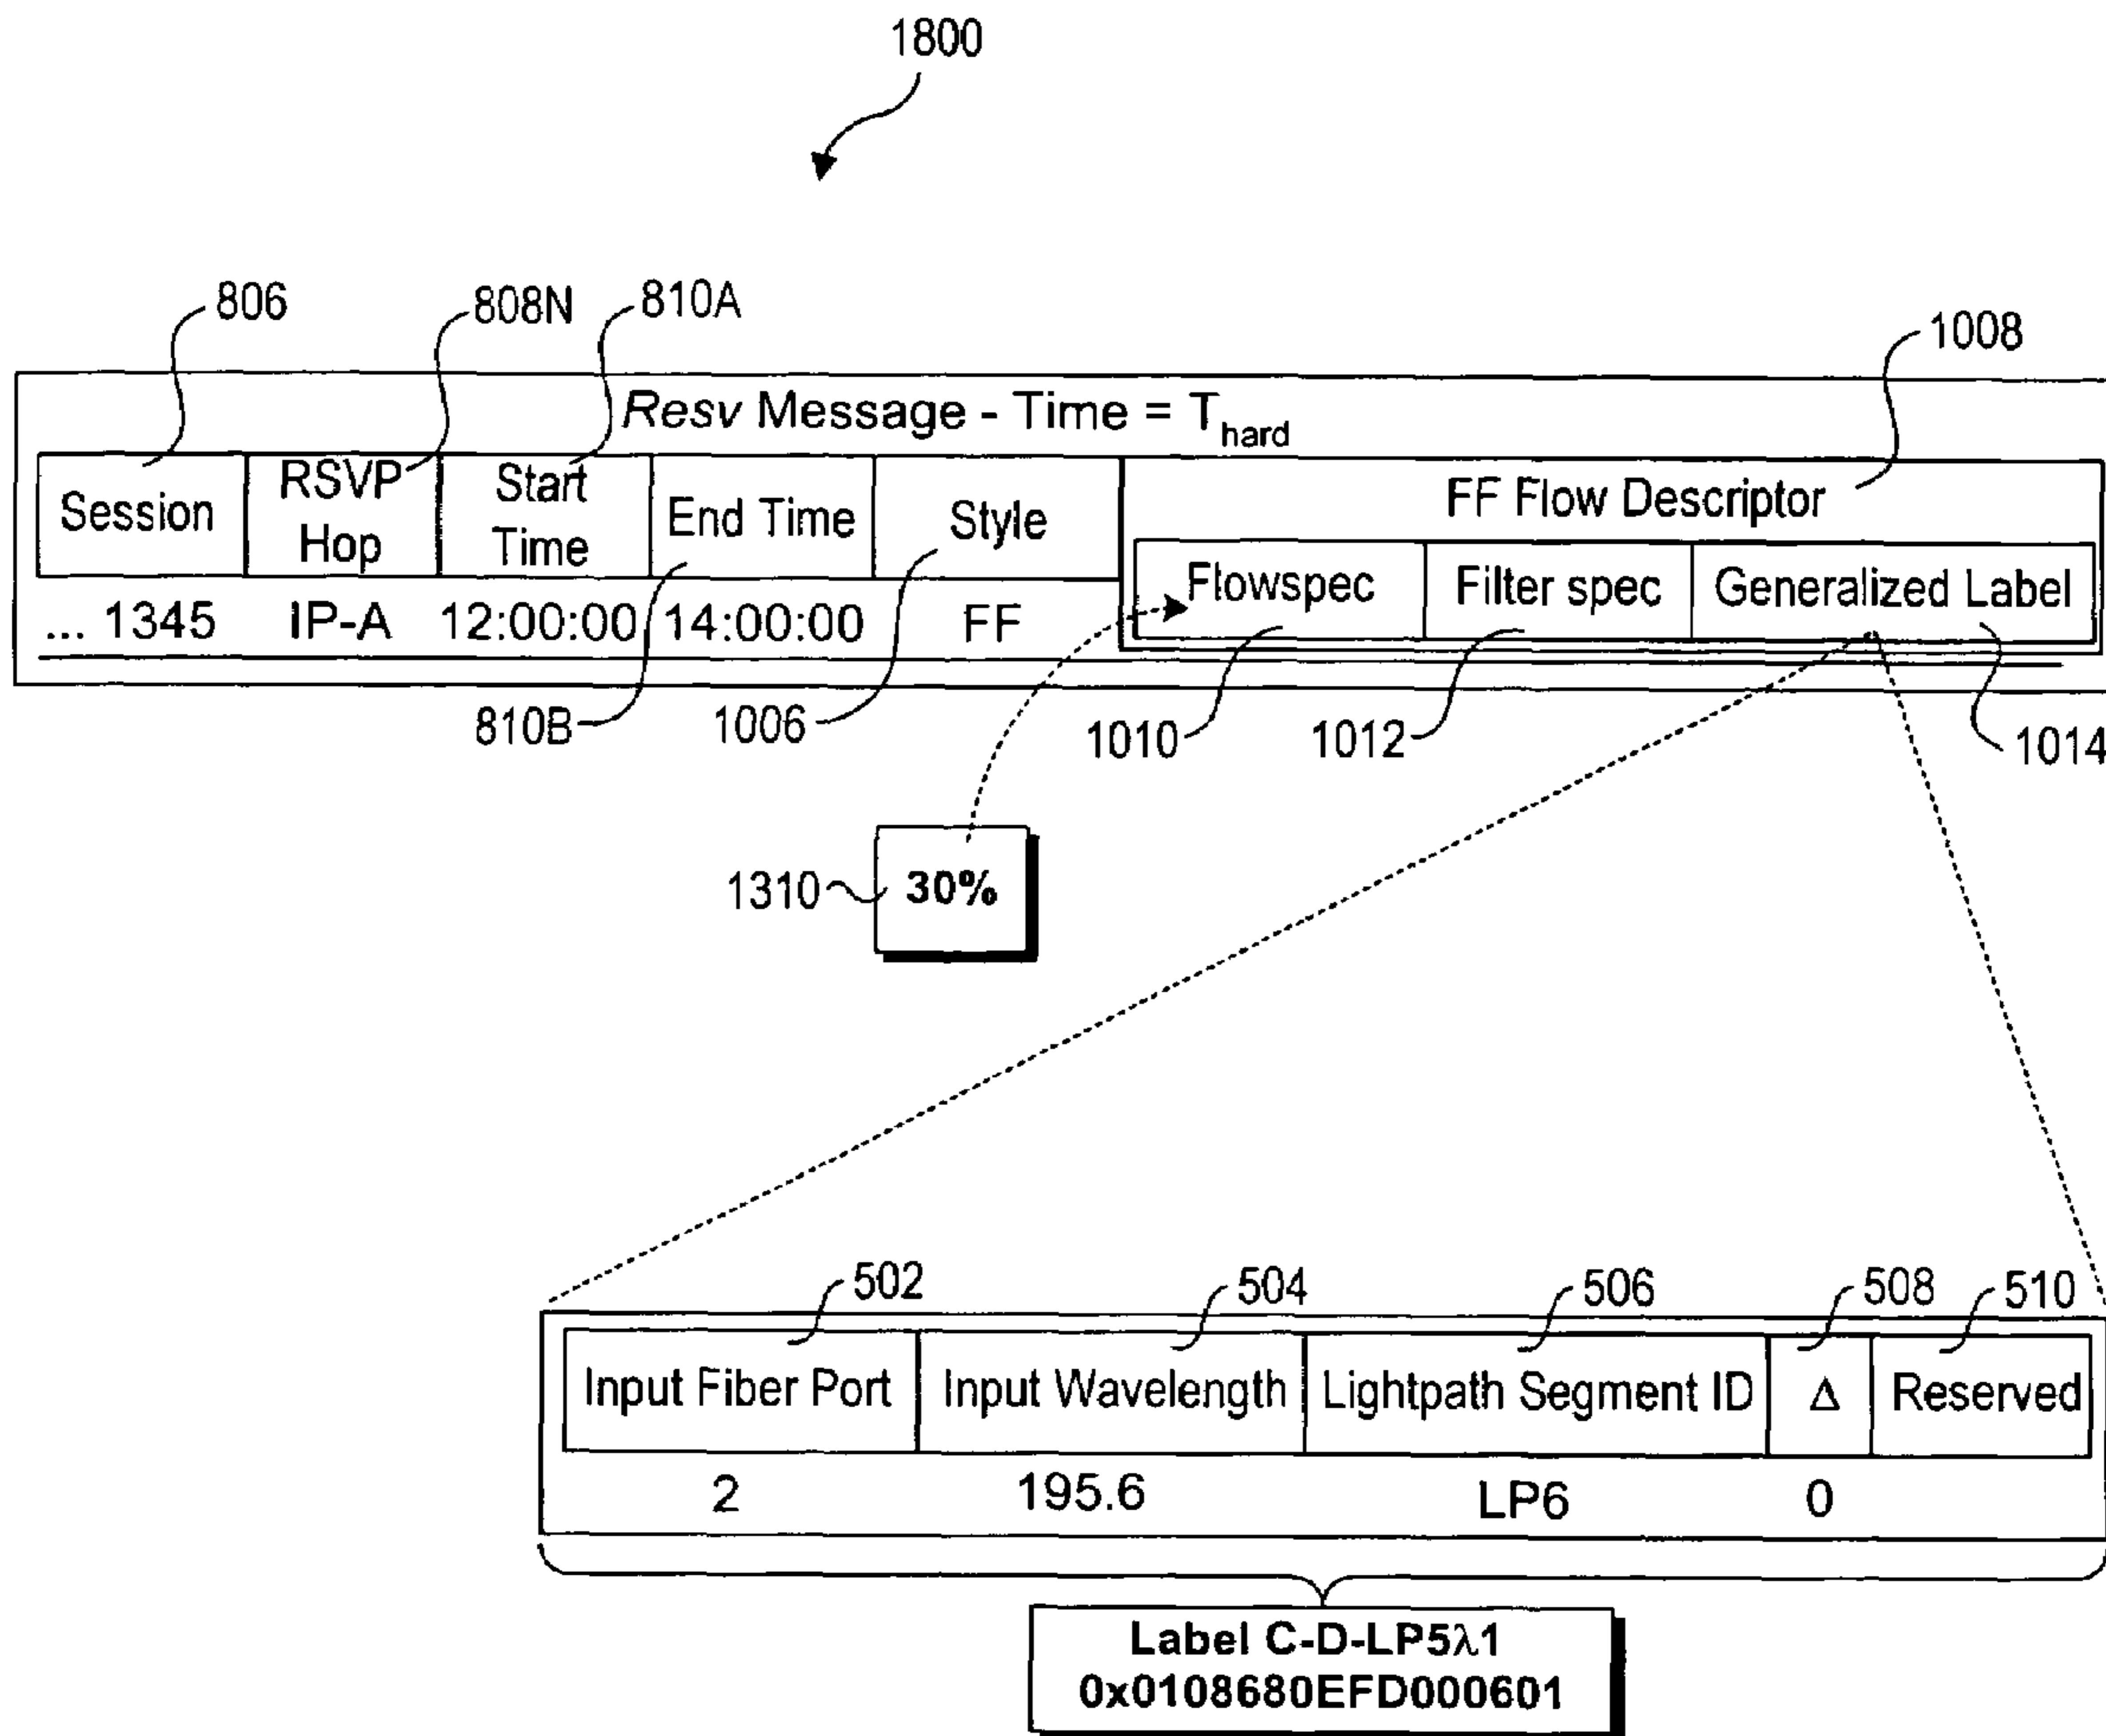 1800
806
808N
810A
1008
Resv Message - Time = T hard
Session
RSVP
Hop
Start
Time
End Time
Style
FF Flow Descriptor
Flowspec
Filter spec
Generalized Label
... 1345
IP-A
12:00:00
14:00:00
FF
810B
1006
1010
1012
1014
1310
30%
502
504
506
508
510
Input Fiber Port
Input Wavelength
Lightpath Segment ID
Δ
Reserved
2
195.6
LP6
0
Label C-D-LP5λ1
0x0108680EFD000601